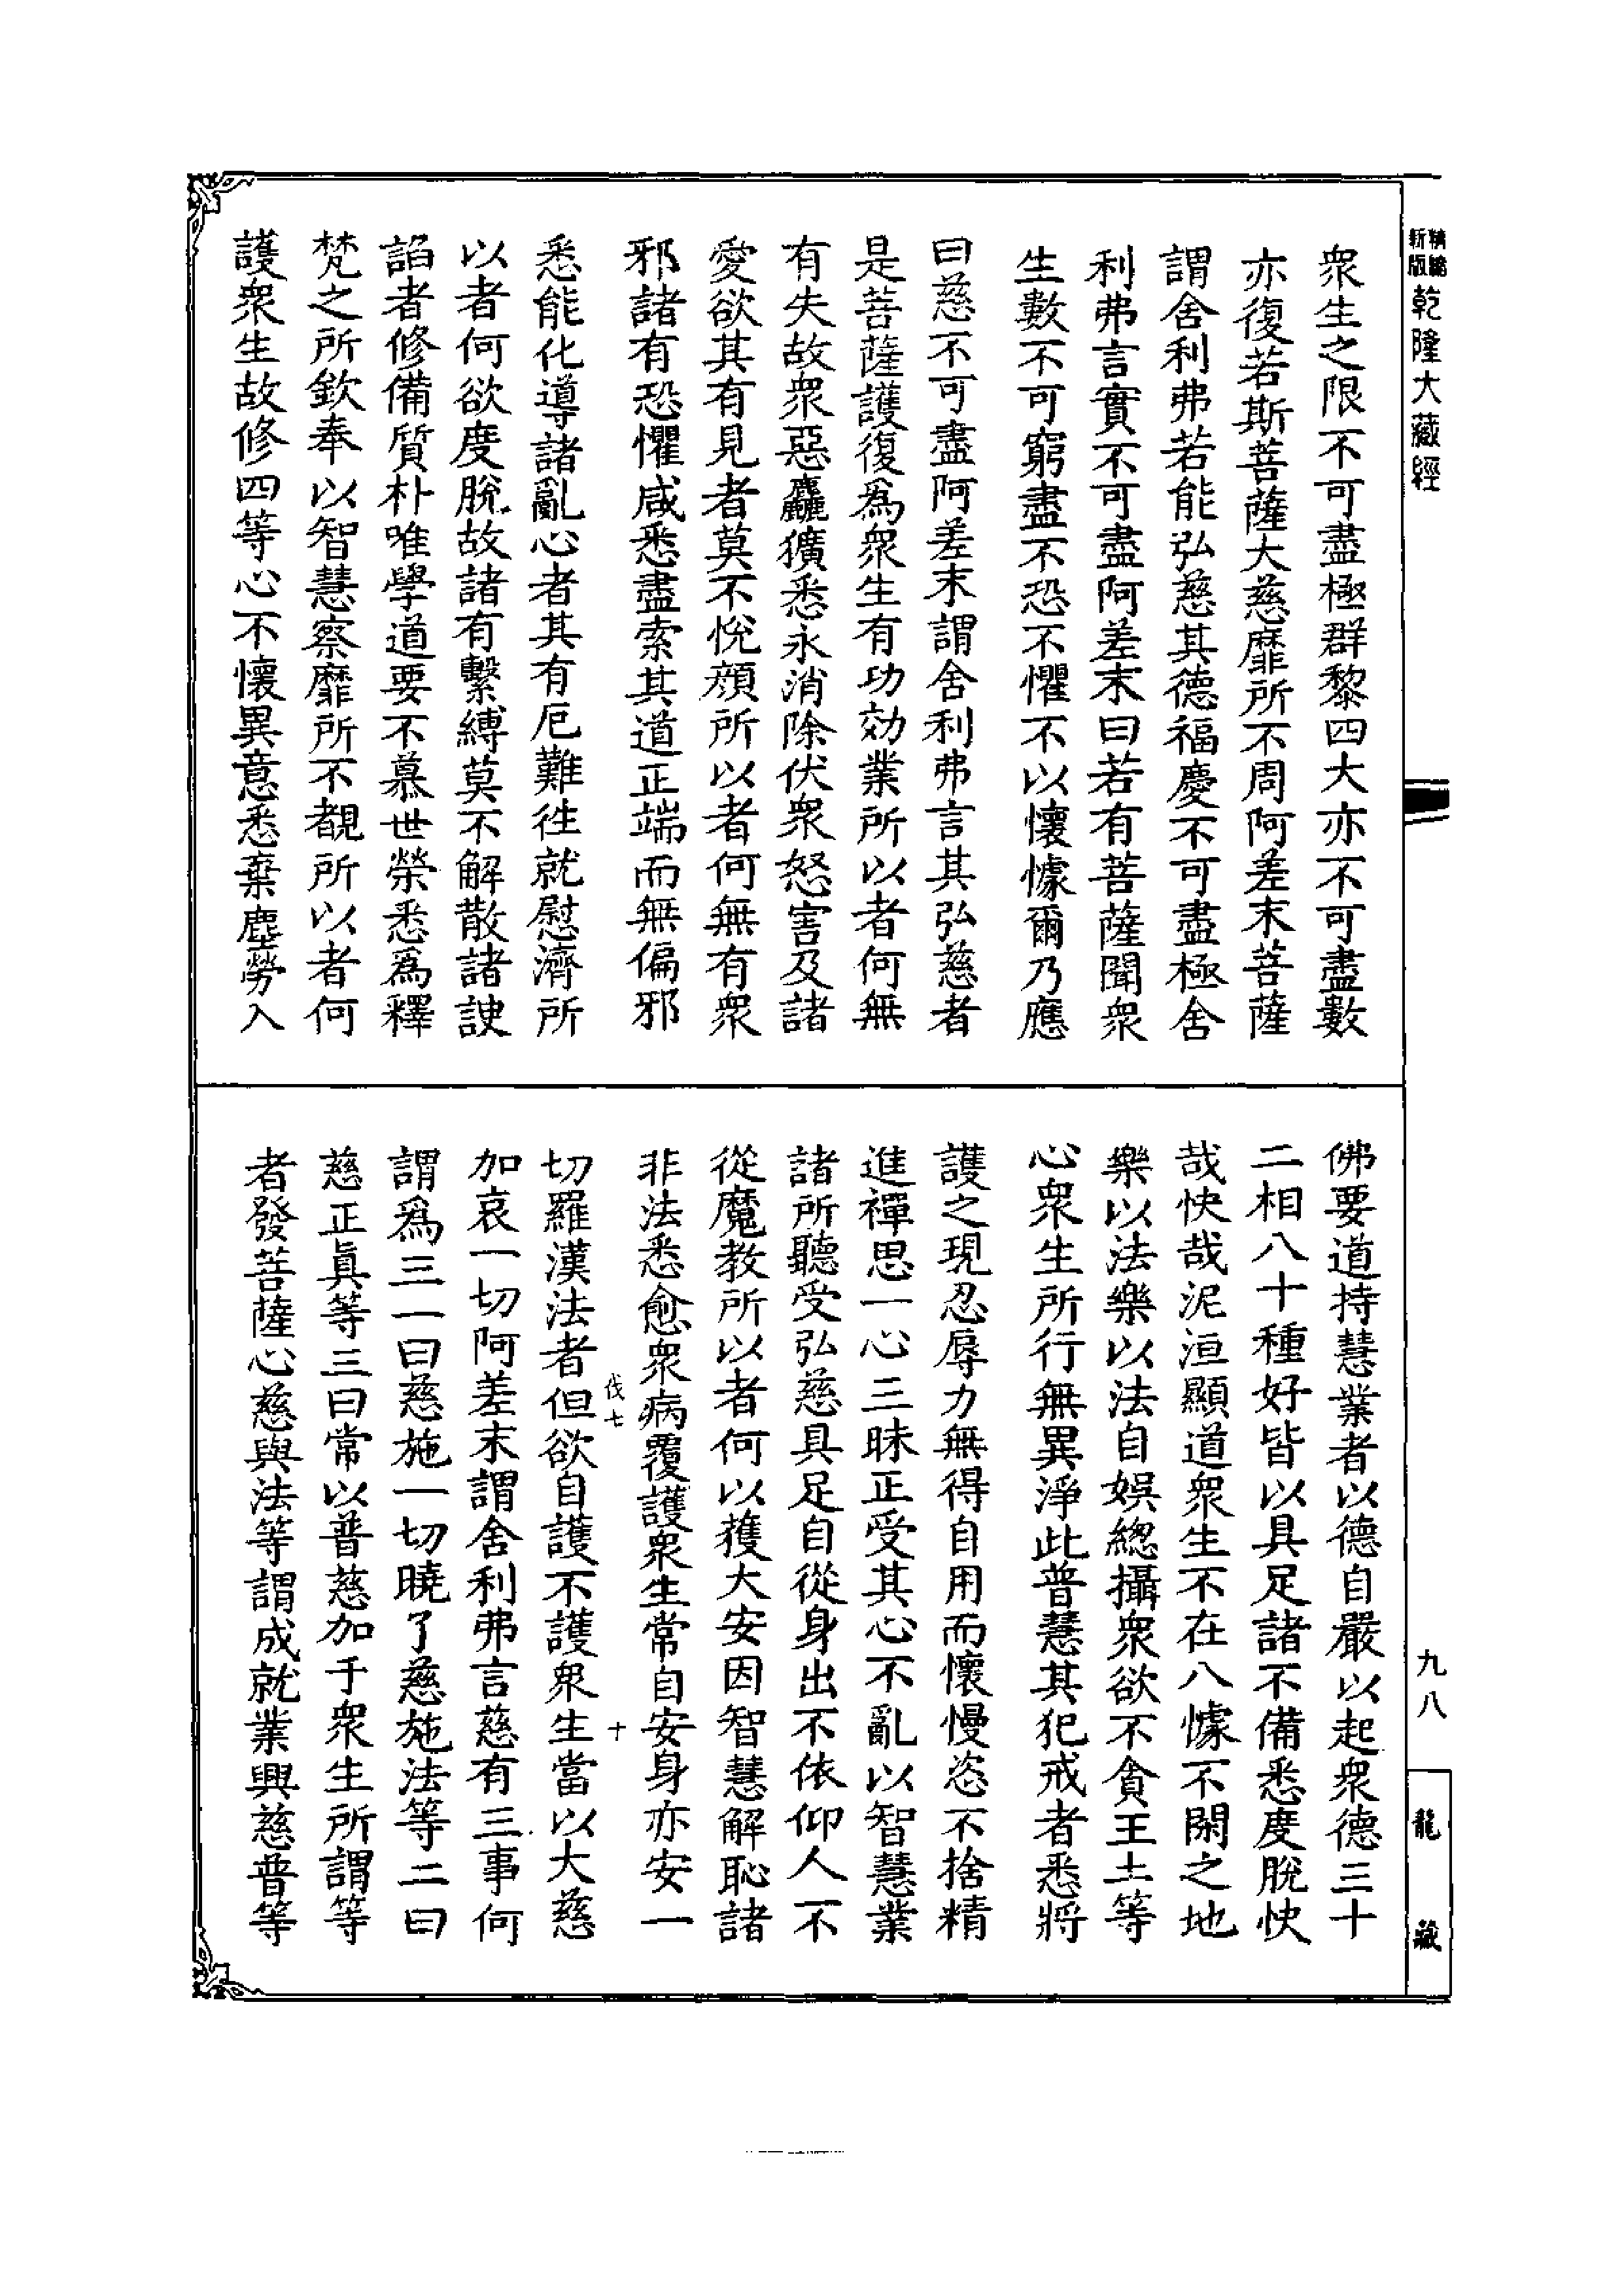 精縮
新版
乾隆大藏經
衆生之限不可盡極群黎四大亦不可盡數
亦復若斯菩薩大慈靡所不周阿差末菩薩
謂舍利弗若能弘慈其德福慶不可盡極舍
利弗言實不可盡阿差末曰若有菩薩聞衆
生數不可窮盡不恐不懼不以懷懅爾乃應
曰慈不可盡阿差末謂舍利弗言其弘慈者
是菩薩護復爲衆生有功効業所以者何無
有失故衆惡麤獷悉永消除伏衆怒害及諸
愛欲其有見者莫不悅顏所以者何無有衆
邪諸有恐懼咸悉盡索其道正端而無偏邪
悉能化導諸亂心者其有厄難徃就慰濟所
以者何欲度脫故諸有繫縛莫不解散諸諛
諂者修備質朴唯學道要不慕世榮悉爲釋
梵之所欽奉以智慧察靡所不覩所以者何
護衆生故修四等心不懷異意悉棄塵勞入
佛要道持慧業者以德自嚴以起衆德三十
二相八十種好皆以具足諸不備悉度脫快
哉快哉泥洹顯道衆生不在八懅不閑之地
樂以法樂以法自娛總攝衆欲不貪王土等
心衆生所行無異淨此普慧其犯戒者悉將
護之現忍辱力無得自用而懷慢恣不捨精
進禪思一心三昧正受其心不亂以智慧業
諸所聽受弘慈具足自從身出不依仰人不
從魔教所以者何以獲大安因智慧解恥諸
非法悉愈衆病覆護衆生常自安身亦安一
伐七
十
切羅漢法者但欲自護不護衆生當以大慈
加哀一切阿差末謂舍利弗言慈有三事何
謂爲三一曰慈施一切曉了慈施法等二曰
慈正眞等三曰常以普慈加于衆生所謂等
者發菩薩心慈與法等謂成就業興慈普等
九八
龍藏